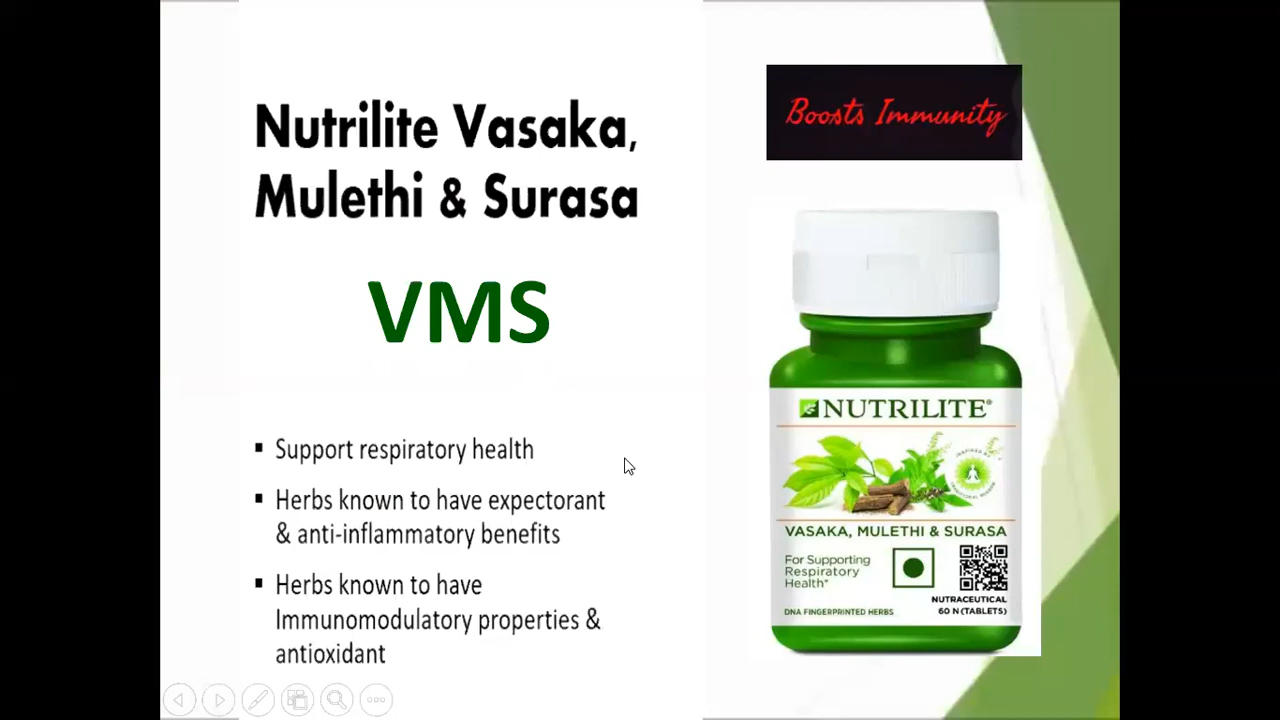 Nutrilite Vasaka,
Mulethi & Surasa
VMS
▪ Support respiratory health
▪ Herbs known to have expectorant
& anti-inflammatory benefits
▪ Herbs known to have
Immunomodulatory properties &
antioxidant
Boosts Immunity
NUTRILITE®
VASAKA, MULETHI & SURASA
For Supporting
Respiratory
Health*
NUTRACEUTICAL
DNA FINGERPRINTED HERBS
60 N (TABLETS)